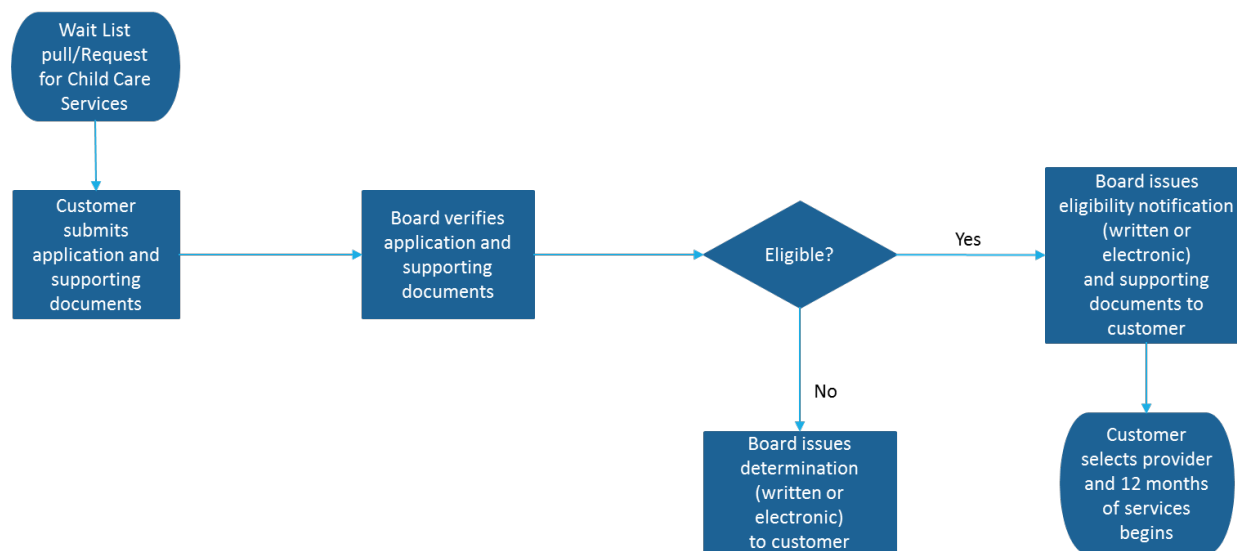 Wait List
pull/Request
for Child Care
Services
Customer
submits
application and
supporting
documents
Board verifies
application and
supporting
documents
Eligible?
Yes
Board issues
eligibility notification
(written or
electronic)
and supporting
documents to
customer
No
Board issues
determination
(written or
electronic)
to customer
Customer
selects provider
and 12 months
of services
begins